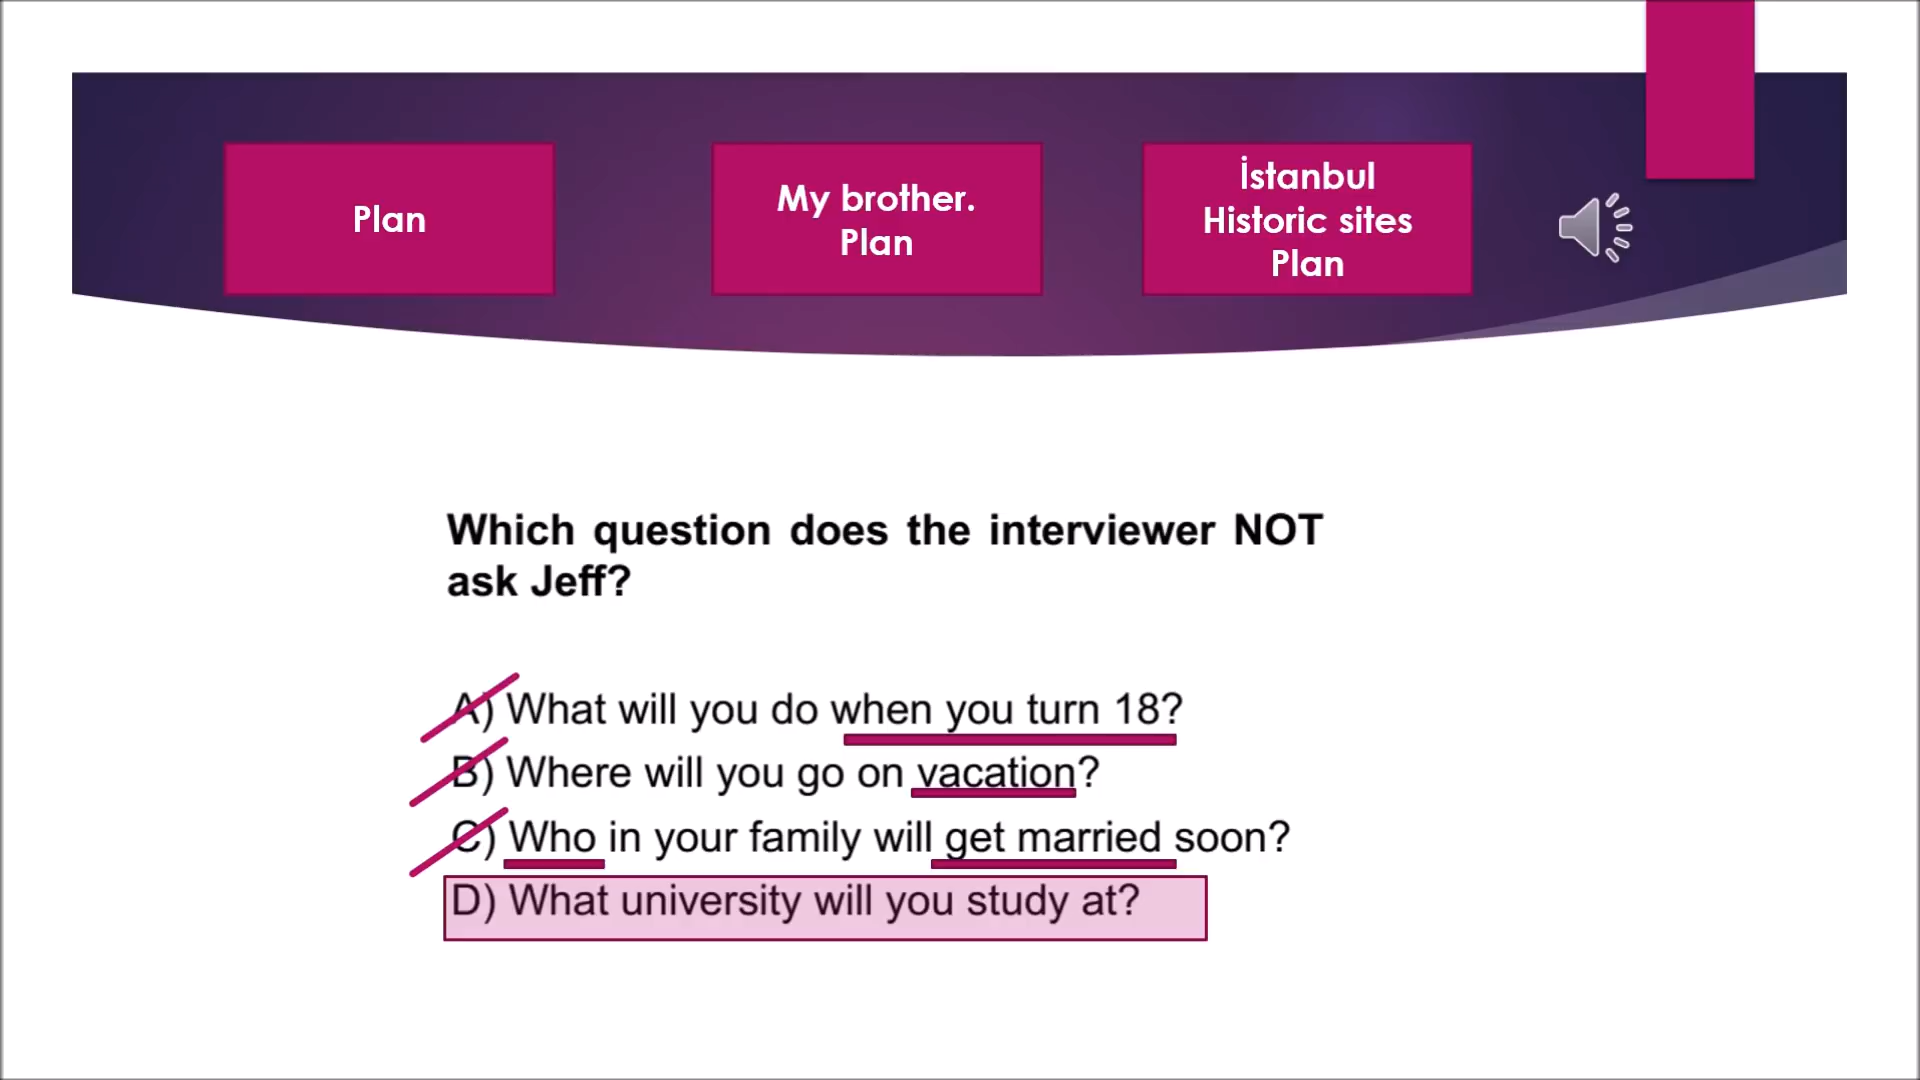 Plan
My brother.
Plan
İstanbul
Historic sites
Plan
Which question does the interviewer NOT
ask Jeff?
A) What will you do when you turn 18?
B) Where will you go on vacation?
C) Who in your family will get married soon?
D) What university will you study at?